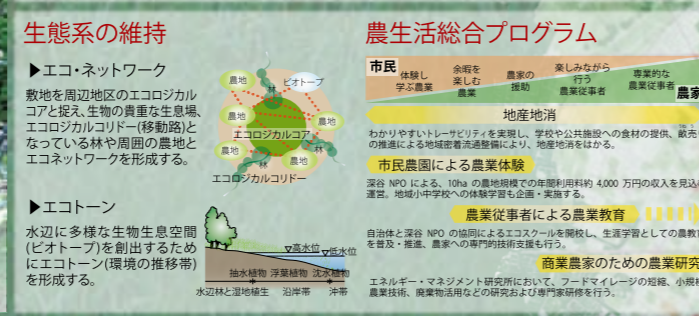 生態系の維持
▶エコ・ネットワーク
敷地を周辺地区のエコロジカル
コアと捉え、生物の貴重な生息場、
エコロジカルコリドー(移動路)と
なっている林や周囲の農地と
エコネットワークを形成する。
農地
ビオトープ
林
農地
農地
エコロジカルコア
農地
農地
林
林
エコロジカルコリドー
▶エコトーン
水辺に多様な生物生息空間
(ビオトープ)を創出するため
にエコトーン(環境の推移帯)
を形成する。
▽高水位
▽低水位
抽水植物 浮葉植物 沈水植物
水辺林と湿地植生 沿岸帯 沖帯
農生活総合プログラム
市民
体験し
学ぶ農業
余暇を
楽しむ
農業
農家の
援助
楽しみながら
行う
農業従事者
専業的な
農業従事者
農家
地産地消
わかりやすいトレーサビリティを実現し、学校や公共施設への食材の提供、飲売
の推進による地域密着流通整備により、地産地消をはかる。
市民農園による農業体験
深谷 NPO による、10ha の農地規模での年間利用料約 4,000 万円の収入を見込
運営。地域小中学校への体験学習も企画・実施する。
農業従事者による農業教育
自治体と深谷 NPO の協同によるエコスクールを開校し、生涯学習としての農教
を普及・推進、農家への専門的技術支援も行う。
商業農家のための農業研究
エネルギー・マネジメント研究所において、フードマイレージの短縮、小規
農業技術、廃棄物活用などの研究および専門家研修を行う。